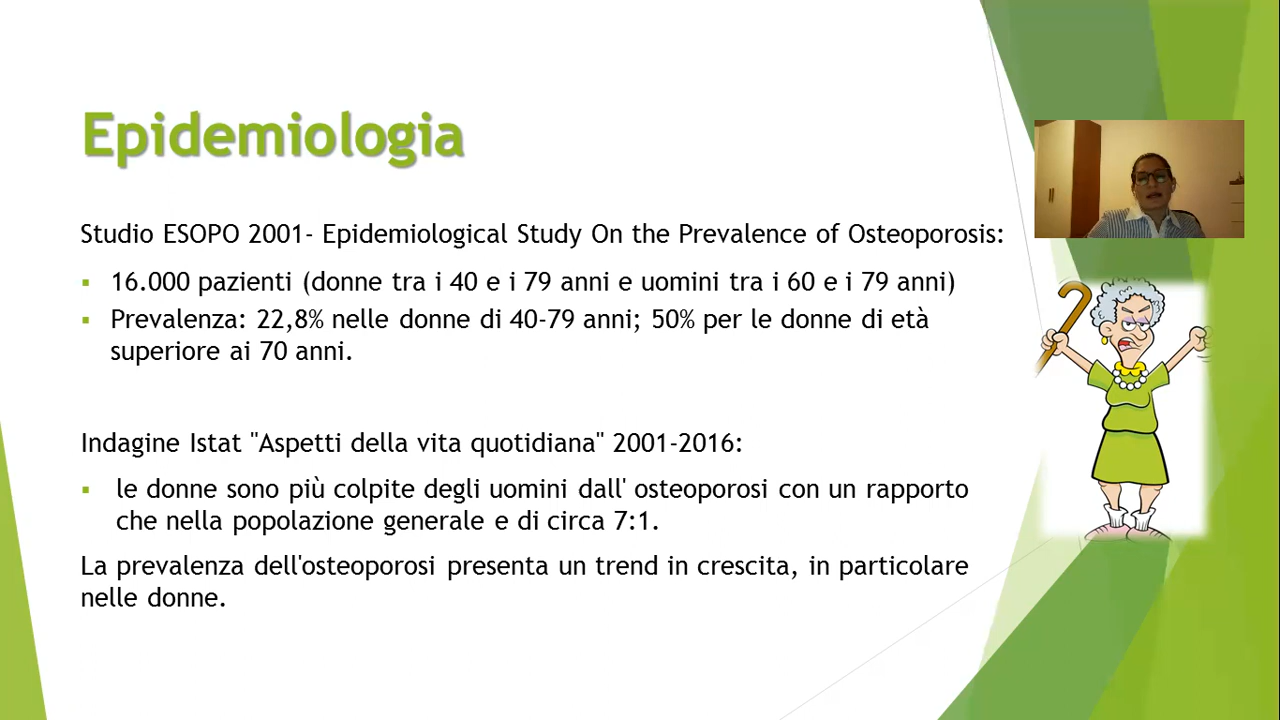 Epidemiologia
Studio ESOPO 2001- Epidemiological Study On the Prevalence of Osteoporosis:
16.000 pazienti (donne tra i 40 e i 79 anni e uomini tra i 60 e i 79 anni)
Prevalenza: 22,8% nelle donne di 40-79 anni; 50% per le donne di età
superiore ai 70 anni.
Indagine Istat "Aspetti della vita quotidiana" 2001-2016:
le donne sono più colpite degli uomini dall' osteoporosi con un rapporto
che nella popolazione generale e di circa 7:1.
La prevalenza dell'osteoporosi presenta un trend in crescita, in particolare
nelle donne.